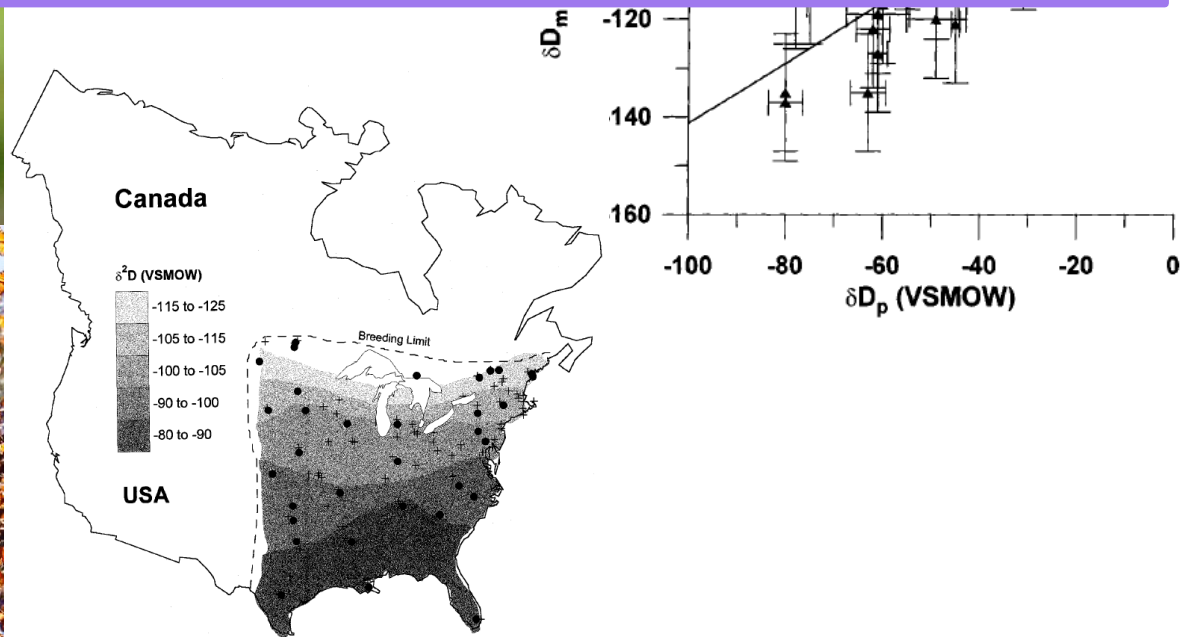 Canada
δ²D (VSMOW)
-115 to -125
-105 to -115
-100 to -105
-90 to -100
-80 to -90
USA
Breeding Limit
δDm
-120
140
160
-100 -80 -60 -40 -20 0
δDp (VSMOW)